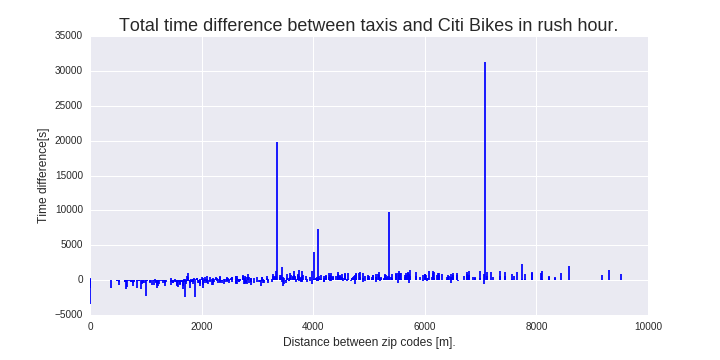 Total time difference between taxis and Citi Bikes in rush hour.
35000
30000
25000
20000
15000
10000
5000
0
−5000
Time difference[s]
0 2000 4000 6000 8000 10000
Distance between zip codes [m].